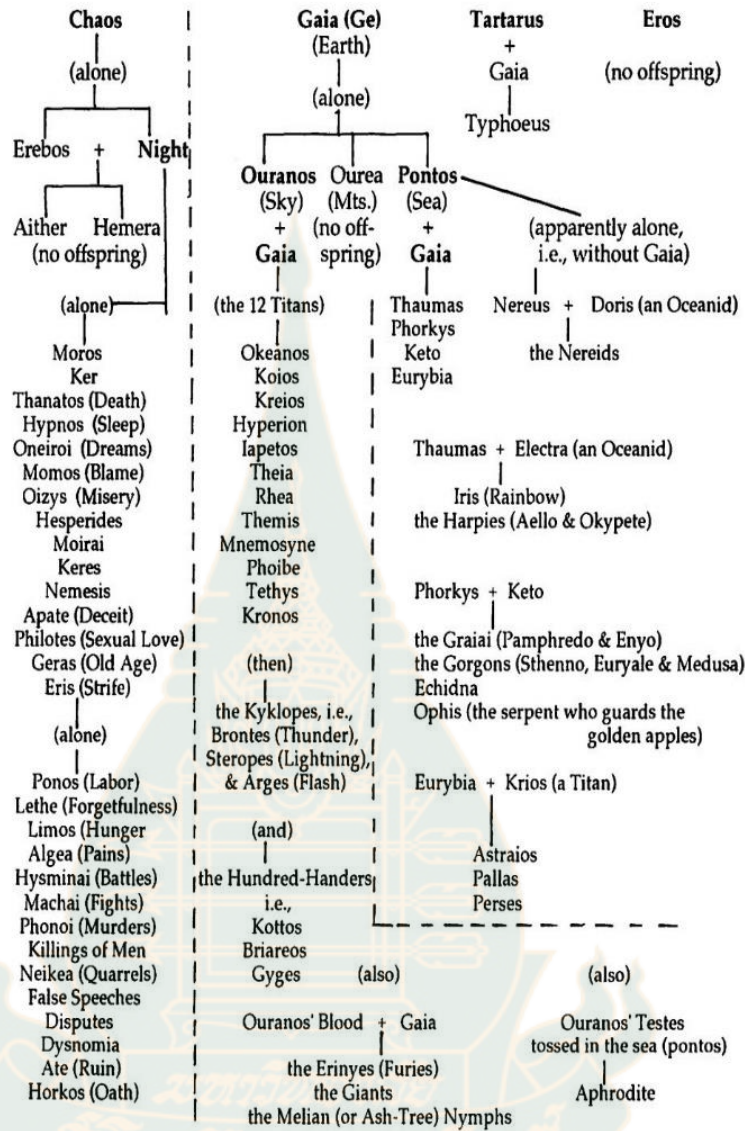 Chaos
(alone)
Erebos + Night
Aither Hemera
(no offspring)
(alone)
Moros
Ker
Thanatos (Death)
Hypnos (Sleep)
Oneiroi (Dreams)
Momos (Blame)
Oizys (Misery)
Hesperides
Moirai
Keres
Nemesis
Apate (Deceit)
Philotes (Sexual Love)
Geras (Old Age)
Eris (Strife)
(alone)
Ponos (Labor)
Lethe (Forgetfulness)
Limos (Hunger
Algea (Pains)
Hysminai (Battles)
Machai (Fights)
Phonoi (Murders)
Killings of Men
Neikea (Quarrels)
False Speeches
Disputes
Dysnomia
Ate (Ruin)
Horkos (Oath)
Gaia (Ge)
(Earth)
(alone)
Ouranos Ourea Pontos
(Sky) (Mts.) (Sea)
+ (no off- +
Gaia spring) Gaia
(the 12 Titans)
Okeanos
Koios
Kreios
Hyperion
Iapetos
Theia
Rhea
Themis
Mnemosyne
Phoibe
Tethys
Kronos
(then)
the Kyklopes, i.e.,
Brontes (Thunder),
Steropes (Lightning),
& Arges (Flash)
(and)
the Hundred-Handers
i.e.,
Kottos
Briareos
Gyges
(also)
Ouranos' Blood + Gaia
the Erinyes (Furies)
the Giants
the Melian (or Ash-Tree) Nymphs
Tartarus
+
Gaia
Typhoeus
Eros
(no offspring)
(apparently alone,
i.e., without Gaia)
Thaumas
Phorkys
Keto
Eurybia
Nereus + Doris (an Oceanid)
the Nereids
Thaumas + Electra (an Oceanid)
Iris (Rainbow)
the Harpies (Aello & Okypete)
Phorkys + Keto
the Graiai (Pamphredo & Enyo)
the Gorgons (Sthenno, Euryale & Medusa)
Echidna
Ophis (the serpent who guards the
golden apples)
Eurybia + Krios (a Titan)
Astraios
Pallas
Perses
(also)
Ouranos' Testes
tossed in the sea (pontos)
Aphrodite